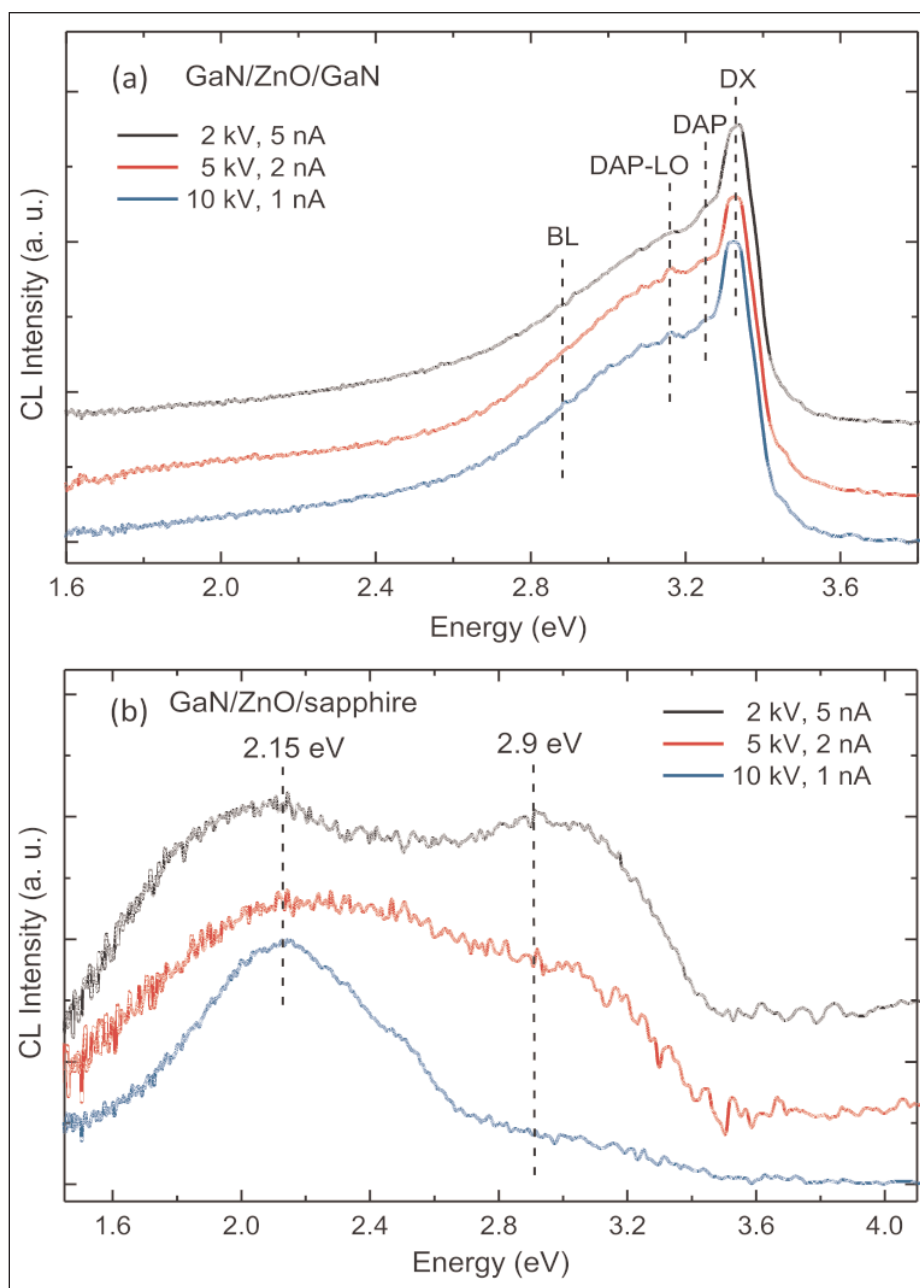 (a) GaN/ZnO/GaN
2 kV, 5 nA
5 kV, 2 nA
10 kV, 1 nA
DX
DAP
DAP-LO
BL
CL Intensity (a. u.)
1.6 2.0 2.4 2.8 3.2 3.6
Energy (eV)
(b) GaN/ZnO/sapphire
2.15 eV 2.9 eV
2 kV, 5 nA
5 kV, 2 nA
10 kV, 1 nA
CL Intensity (a. u.)
1.6 2.0 2.4 2.8 3.2 3.6 4.0
Energy (eV)